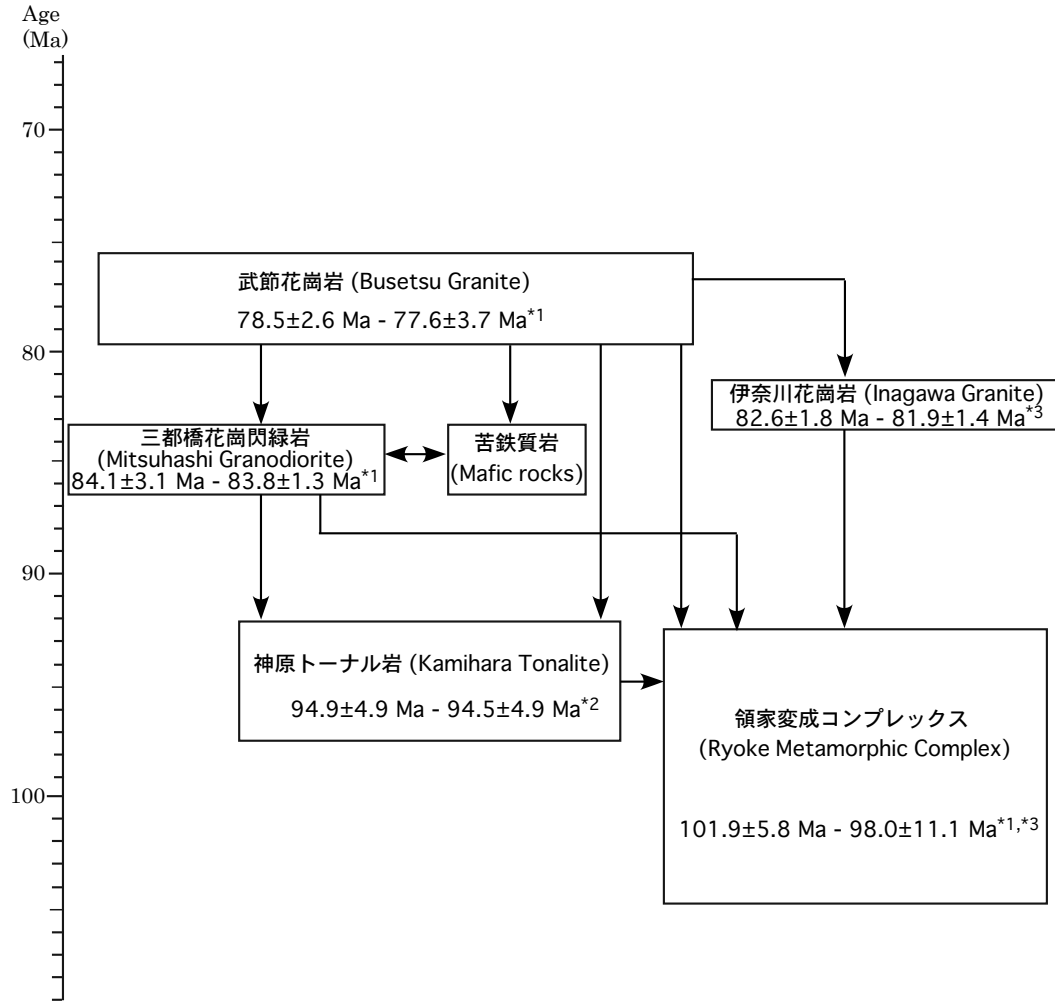 Age
(Ma)
70
武節花崗岩 (Busetsu Granite)
78.5±2.6 Ma - 77.6±3.7 Ma*1
80
伊奈川花崗岩 (Inagawa Granite)
82.6±1.8 Ma - 81.9±1.4 Ma*3
三都橋花崗閃緑岩
(Mitsuhashi Granodiorite)
84.1±3.1 Ma - 83.8±1.3 Ma*1
苦鉄質岩
(Mafic rocks)
90
神原トーナル岩 (Kamihara Tonalite)
94.9±4.9 Ma - 94.5±4.9 Ma*2
領家変成コンプレックス
(Ryoke Metamorphic Complex)
101.9±5.8 Ma - 98.0±11.1 Ma*1,*3
100